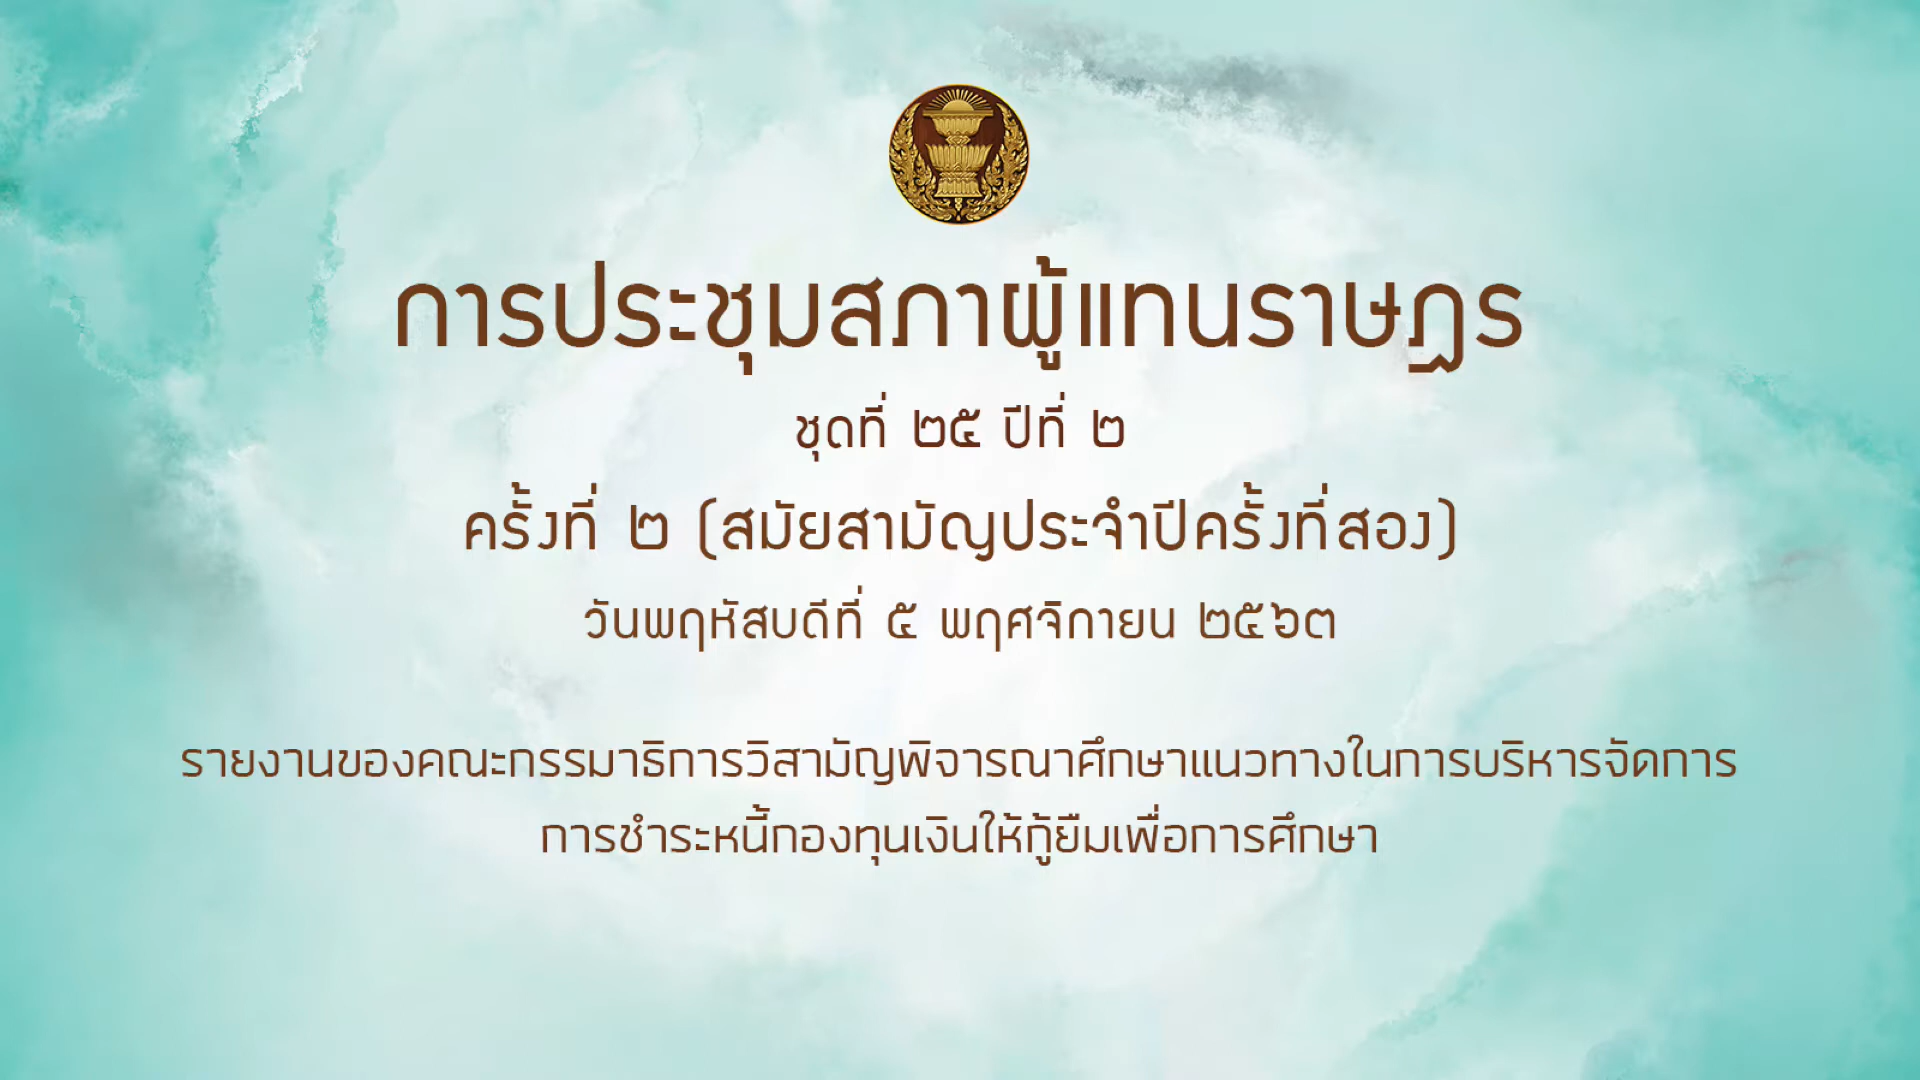 การประชุมสภาผู้แทนราษฎร
ชุดที่ ๒๕ ปีที่ ๒
ครั้งที่ ๒ (สมัยสามัญประจำปีครั้งที่สอง)
วันพฤหัสบดีที่ ๕ พฤศจิกายน ๒๕๖๓
รายงานของคณะกรรมาธิการวิสามัญพิจารณาศึกษาแนวทางในการบริหารจัดการ
การชำระหนี้กองทุนเงินให้กู้ยืมเพื่อการศึกษา